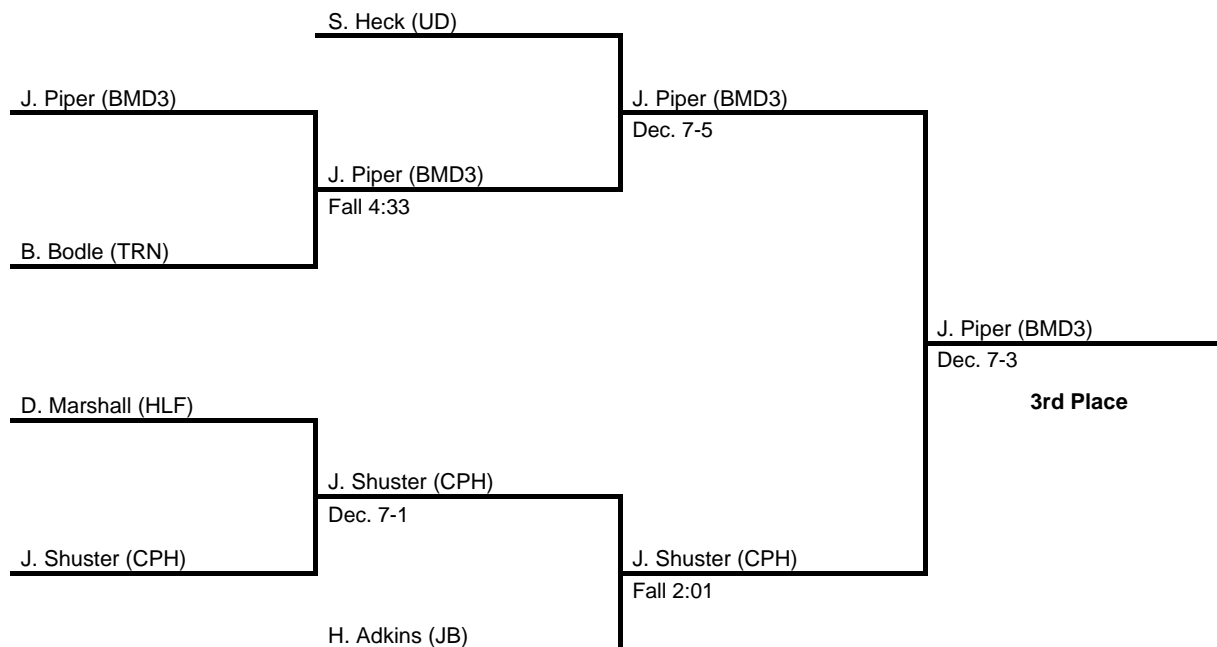 S. Heck (UD)
J. Piper (BMD3)
J. Piper (BMD3)
Dec. 7-5
J. Piper (BMD3)
Fall 4:33
B. Bodle (TRN)
J. Piper (BMD3)
Dec. 7-3
3rd Place
D. Marshall (HLF)
J. Shuster (CPH)
Dec. 7-1
J. Shuster (CPH)
J. Shuster (CPH)
Fall 2:01
H. Adkins (JB)